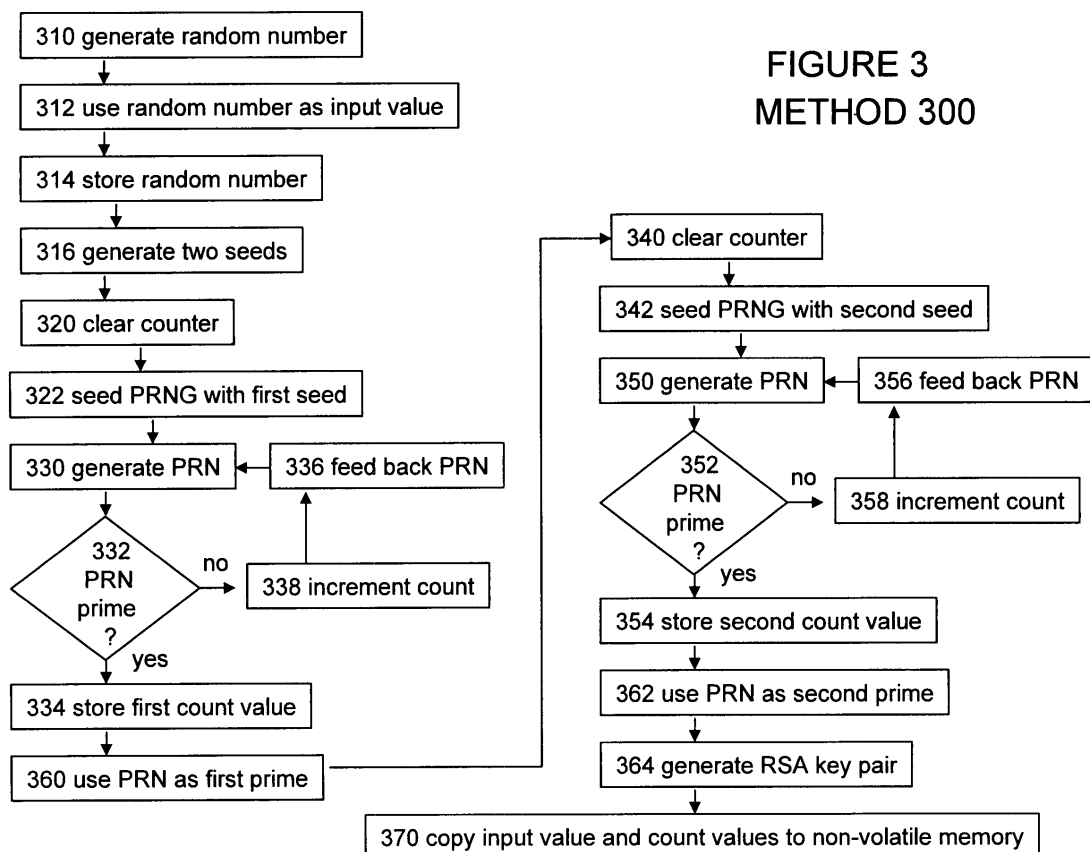 FIGURE 3
METHOD 300
310 generate random number
312 use random number as input value
314 store random number
316 generate two seeds
320 clear counter
322 seed PRNG with first seed
330 generate PRN
336 feed back PRN
332
PRN
prime
?
no
338 increment count
yes
334 store first count value
360 use PRN as first prime
340 clear counter
342 seed PRNG with second seed
350 generate PRN
356 feed back PRN
352
PRN
prime
?
no
358 increment count
yes
354 store second count value
362 use PRN as second prime
364 generate RSA key pair
370 copy input value and count values to non-volatile memory